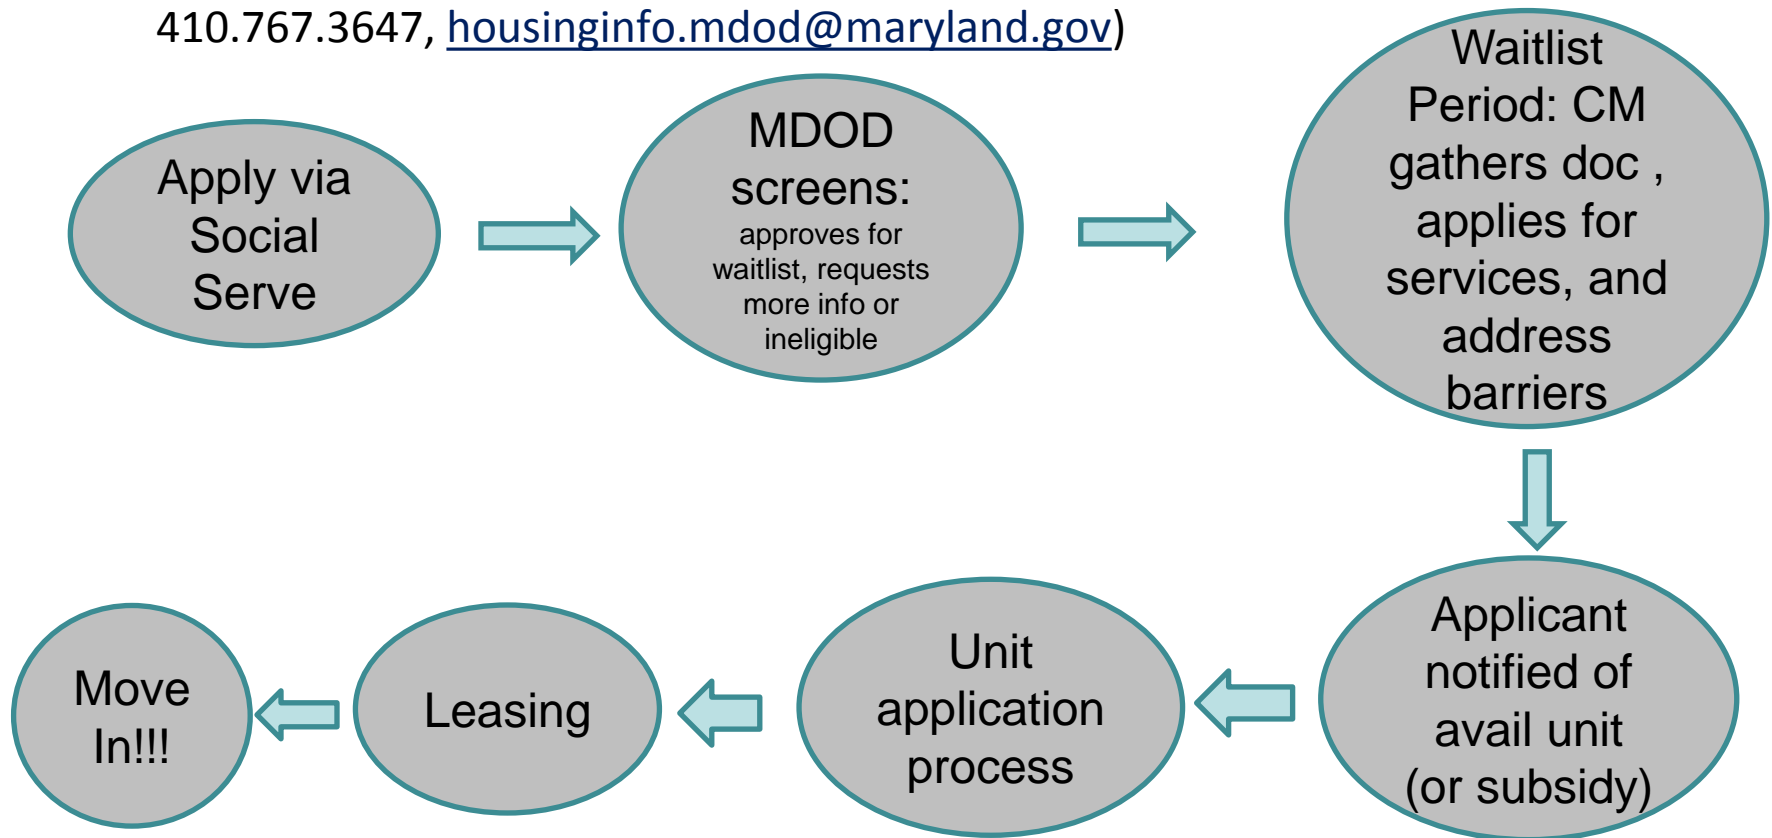 410.767.3647, housinginfo.mdod@maryland.gov)
Apply via
Social
Serve
MDOD
screens:
approves for
waitlist, requests
more info or
ineligible
Waitlist
Period: CM
gathers doc ,
applies for
services, and
address
barriers
Applicant
notified of
avail unit
(or subsidy)
Unit
application
process
Leasing
Move
In!!!